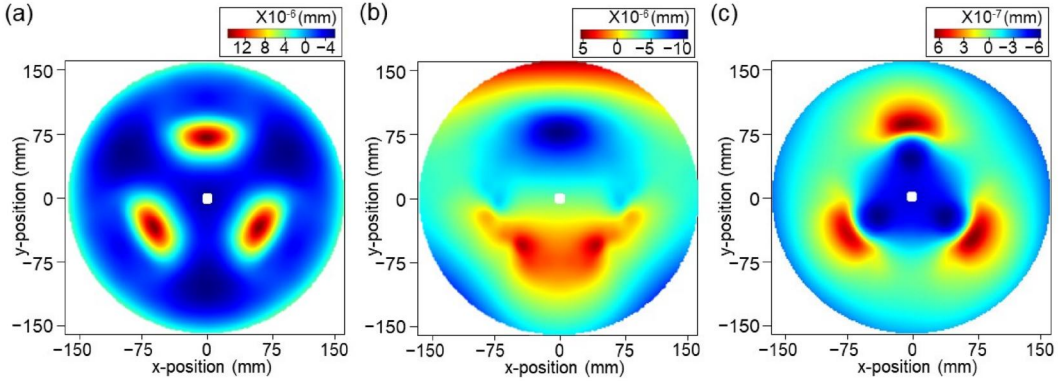 (a)
X10⁻⁶ (mm)
12 8 4 0 −4
150
75
0
−75
−150
y-position (mm)
−150 −75 0 75 150
x-position (mm)
(b)
X10⁻⁶ (mm)
5 0 −5 −10
150
75
0
−75
−150
y-position (mm)
−150 −75 0 75 150
x-position (mm)
(c)
X10⁻⁷ (mm)
6 3 0 −3 −6
150
75
0
−75
−150
y-position (mm)
−150 −75 0 75 150
x-position (mm)